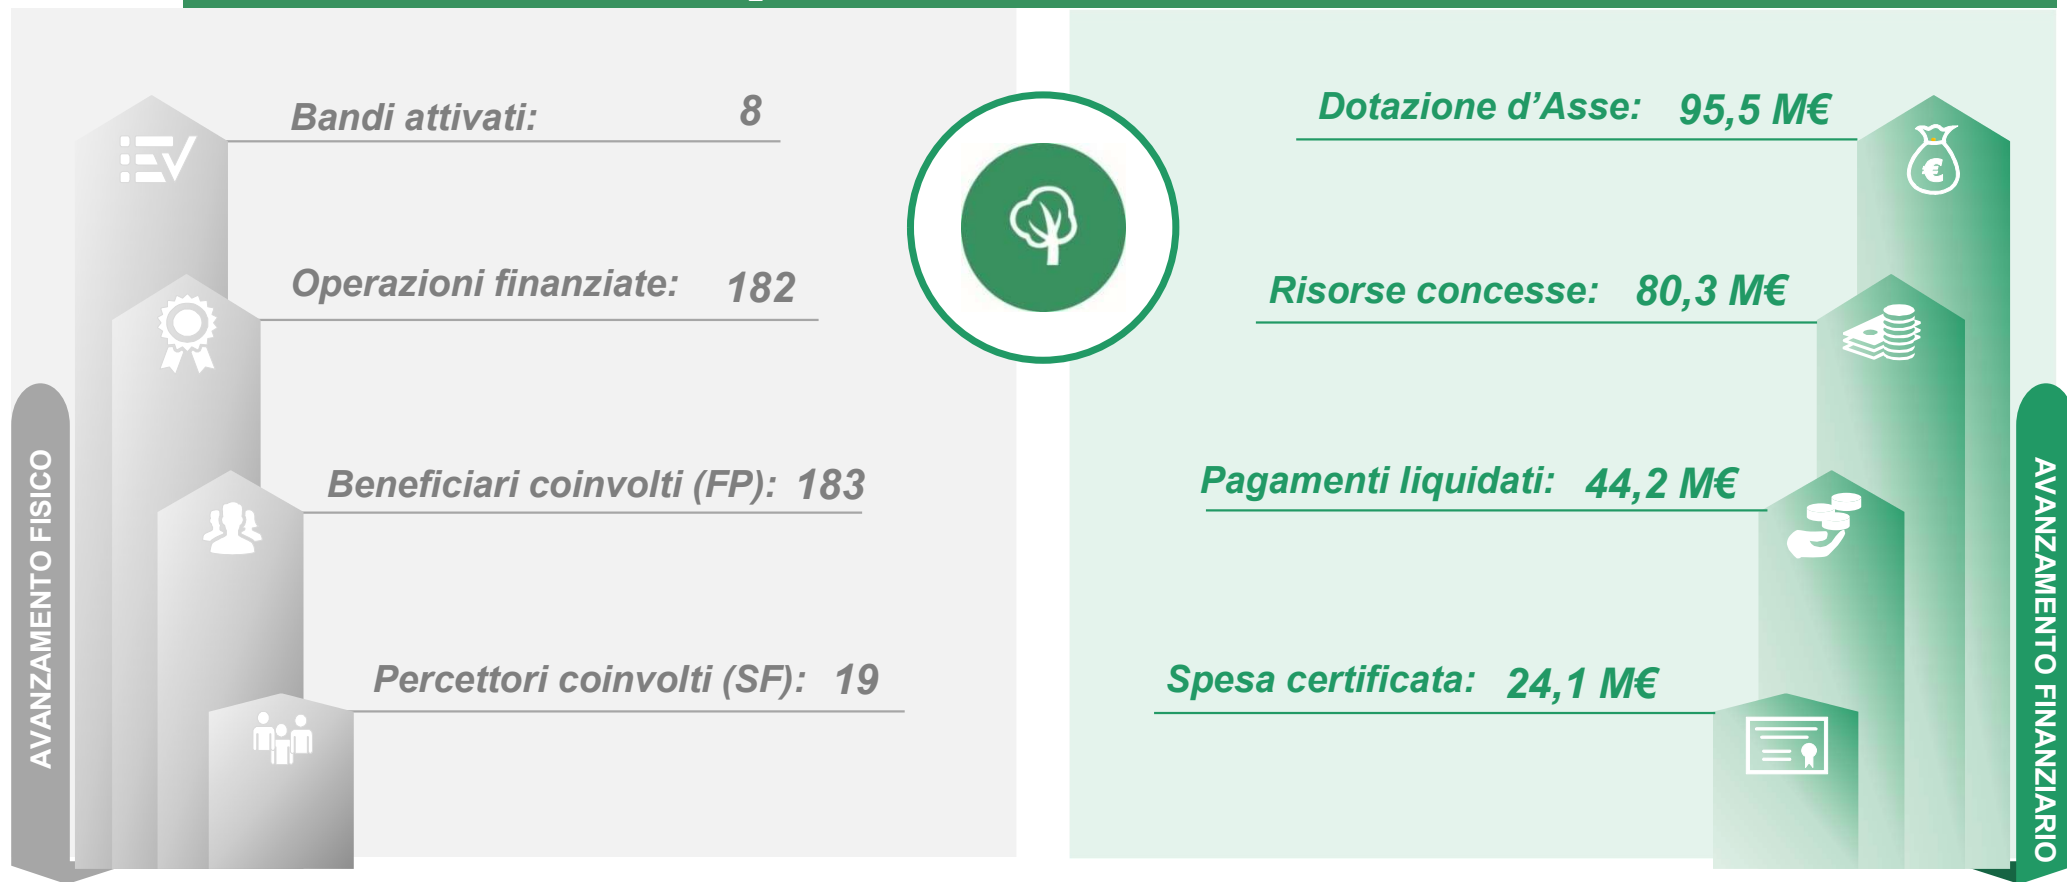 Bandi attivati: 8
Operazioni finanziate: 182
Beneficiari coinvolti (FP): 183
Percettori coinvolti (SF): 19
AVANZAMENTO FISICO
Dotazione d’Asse: 95,5 M€
Risorse concesse: 80,3 M€
Pagamenti liquidati: 44,2 M€
Spesa certificata: 24,1 M€
AVANZAMENTO FINANZIARIO